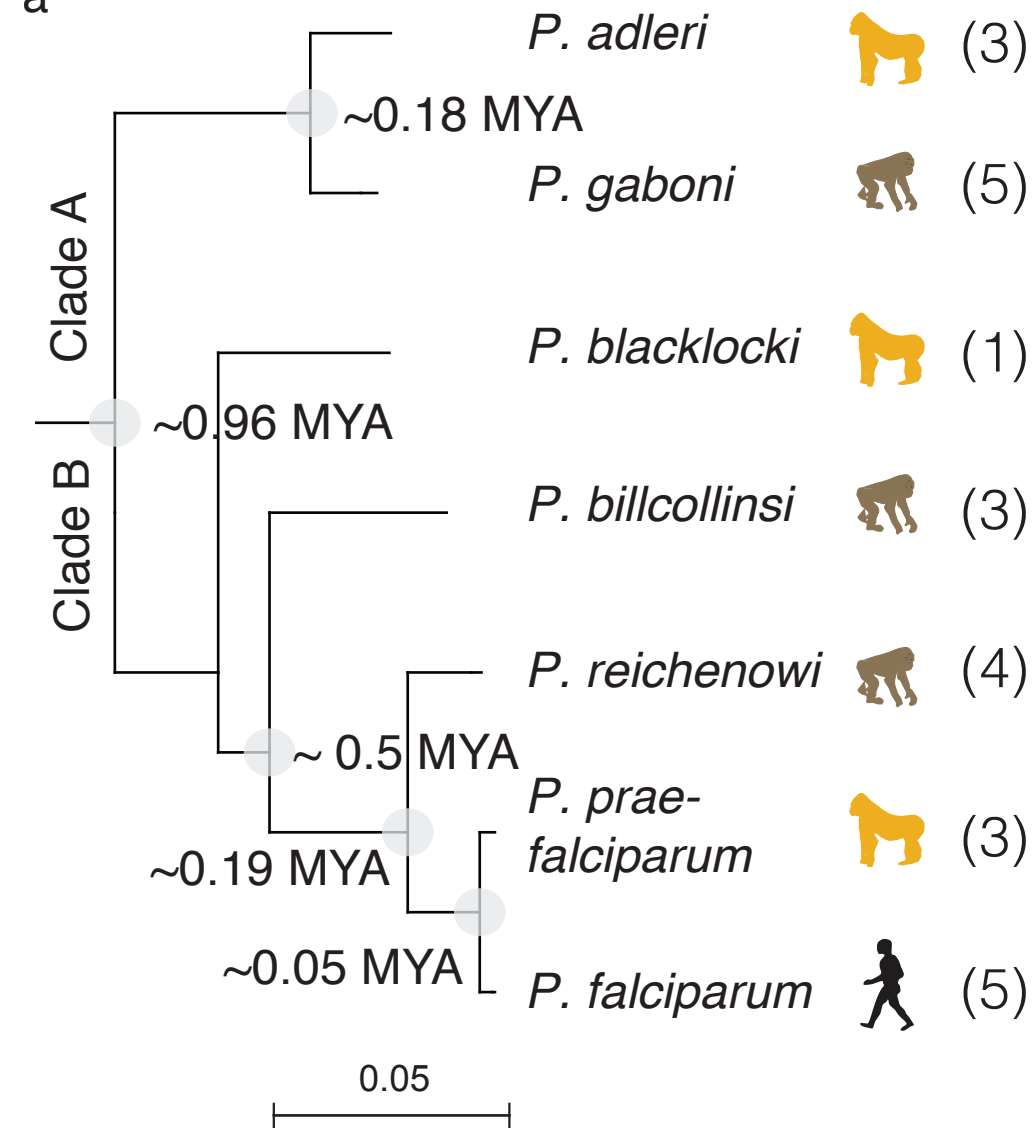 a
P. adleri (3)
~0.18 MYA
P. gaboni (5)
Clade A
P. blacklocki (1)
~0.96 MYA
Clade B
P. billcollinsi (3)
P. reichenowi (4)
~ 0.5 MYA
P. prae-
falciparum (3)
~0.19 MYA
~0.05 MYA
P. falciparum (5)
0.05